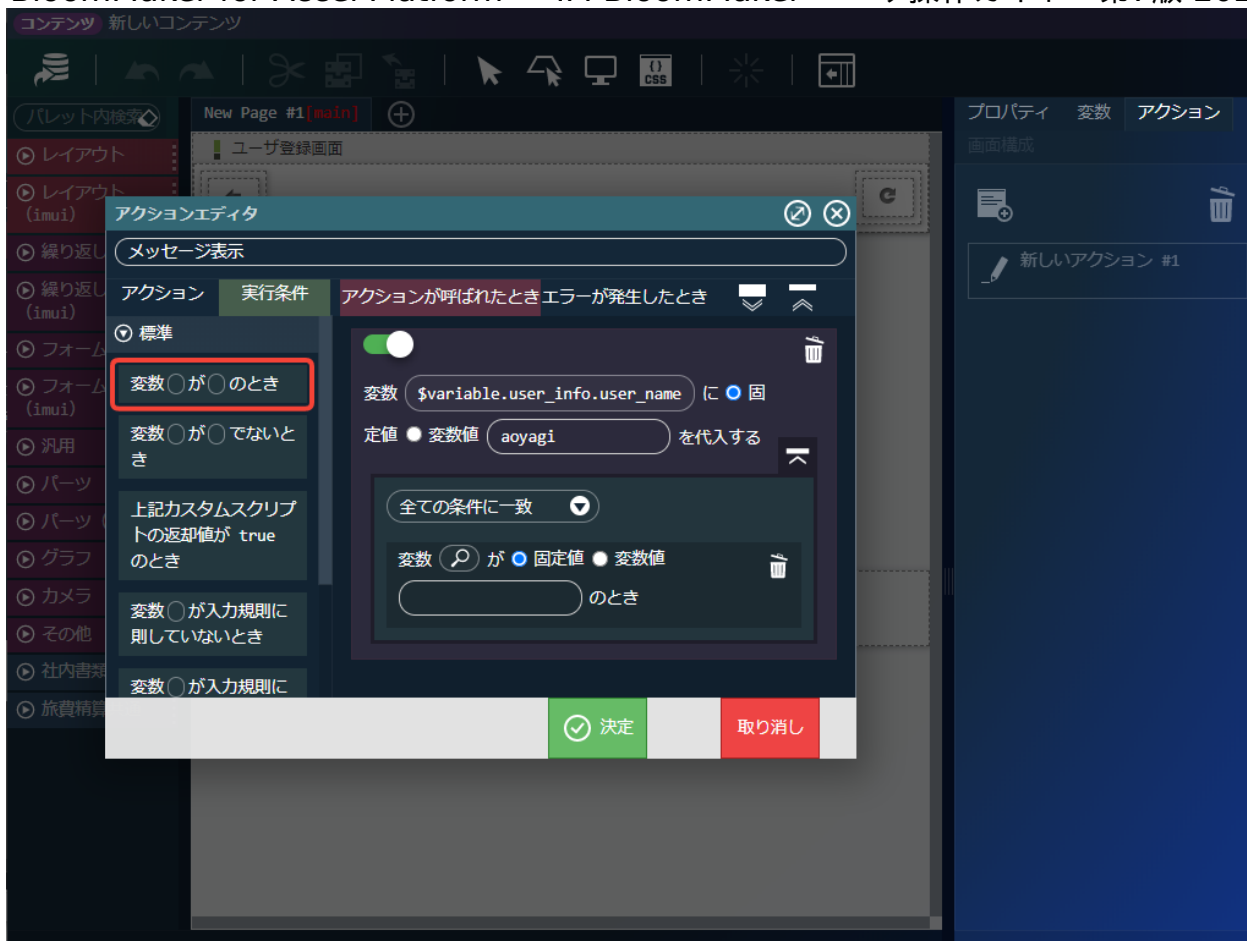 コンテンツ 新しいコンテンツ
{}
CSS
パレット内検索
New Page #1[main]
プロパティ 変数 アクション
画面構成
レイアウト
ユーザ登録画面
レイアウト
(imui)
アクションエディタ
繰り返し
メッセージ表示
新しいアクション #1
繰り返し
(imui)
アクション 実行条件 アクションが呼ばれたとき エラーが発生したとき
標準
フォーム
変数 が のとき
フォーム
(imui)
変数 $variable.user_info.user_name に 固
定値 変数値 aoyagi を代入する
変数 が でないと
き
汎用
パーツ
上記カスタムスクリプ
トの返却値が true
のとき
全ての条件に一致
パーツ (
グラフ
変数 が 固定値 変数値
のとき
カメラ
変数 が入力規則に
則していないとき
その他
社内書類
変数 が入力規則に
旅費精算
決定 取り消し